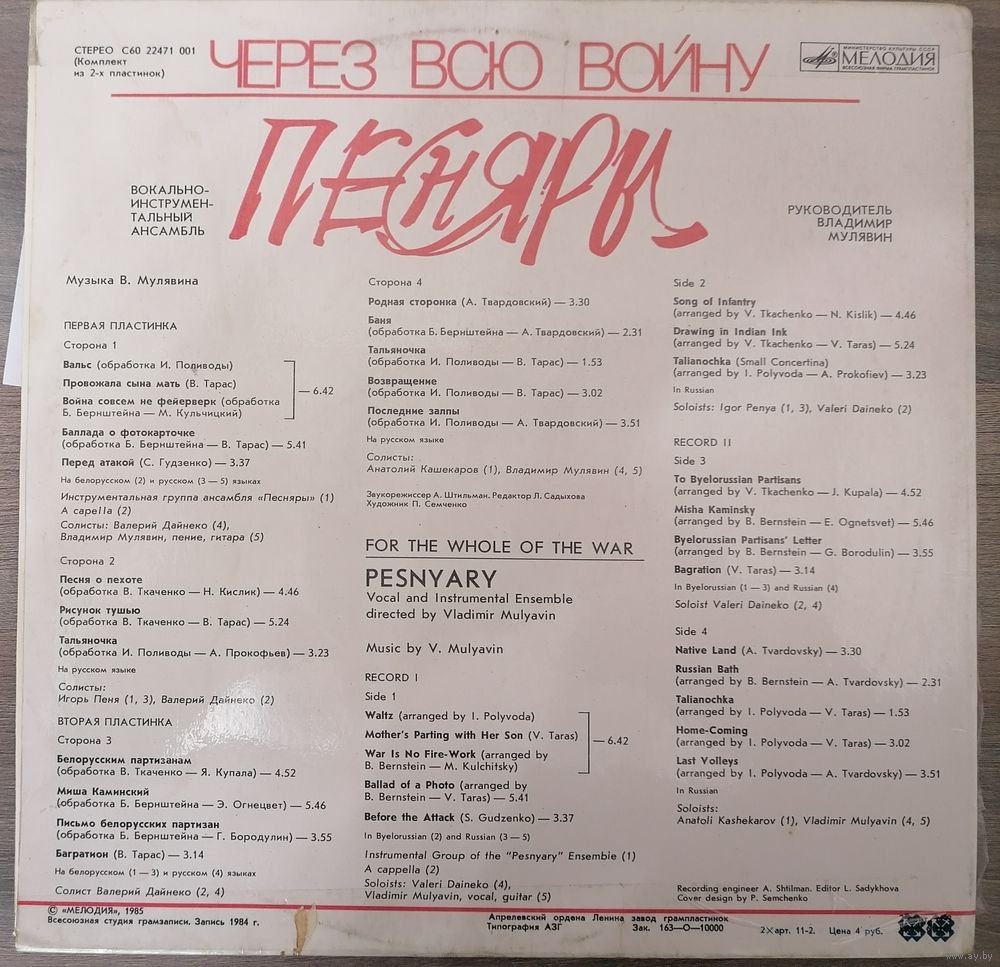 СТЕРЕО С60 22471 001
(Комплект
из 2-х пластинок)
ЧЕРЕЗ ВСЮ ВОЙНУ
МИНИСТЕРСТВО КУЛЬТУРЫ СССР
МЕЛОДИЯ
ВСЕСОЮЗНАЯ ФИРМА ГРАМПЛАСТИНОК
ПЕСНЯРЫ
ВОКАЛЬНО-
ИНСТРУМЕН-
ТАЛЬНЫЙ
АНСАМБЛЬ
РУКОВОДИТЕЛЬ
ВЛАДИМИР
МУЛЯВИН
Музыка В. Мулявина
ПЕРВАЯ ПЛАСТИНКА
Сторона 1
Вальс (обработка И. Поливоды)
Провожала сына мать (В. Тарас)
Война совсем не фейерверк (обработка
Б. Бернштейна — М. Кульчицкий)
— 6.42
Баллада о фотокарточке
(обработка Б. Бернштейна — В. Тарас) — 5.41
Перед атакой (С. Гудзенко) — 3.37
На белорусском (2) и русском (3 — 5) языках
Инструментальная группа ансамбля «Песняры» (1)
A capella (2)
Солисты: Валерий Дайнеко (4),
Владимир Мулявин, пение, гитара (5)
Сторона 2
Песня о пехоте
(обработка В. Ткаченко — Н. Кислик) — 4.46
Рисунок тушью
(обработка В. Ткаченко — В. Тарас) — 5.24
Тальяночка
(обработка И. Поливоды — А. Прокофьев) — 3.23
На русском языке
Солисты:
Игорь Пеня (1, 3), Валерий Дайнеко (2)
ВТОРАЯ ПЛАСТИНКА
Сторона 3
Белорусским партизанам
(обработка В. Ткаченко — Я. Купала) — 4.52
Миша Каминский
(обработка Б. Бернштейна — Э. Огнецвет) — 5.46
Письмо белорусских партизан
(обработка Б. Бернштейна — Г. Бородулин) — 3.55
Багратион (В. Тарас) — 3.14
На белорусском (1 — 3) и русском (4) языках
Солист Валерий Дайнеко (2, 4)
Сторона 4
Родная сторонка (А. Твардовский) — 3.30
Баня
(обработка Б. Бернштейна — А. Твардовский) — 2.31
Тальяночка
(обработка И. Поливоды — В. Тарас) — 1.53
Возвращение
(обработка И. Поливоды — В. Тарас) — 3.02
Последние залпы
(обработка И. Поливоды — А. Твардовский) — 3.51
На русском языке
Солисты:
Анатолий Кашекаров (1), Владимир Мулявин (4, 5)
Звукорежиссер А. Штильман. Редактор Л. Садыхова
Художник П. Семченко
FOR THE WHOLE OF THE WAR
PESNYARY
Vocal and Instrumental Ensemble
directed by Vladimir Mulyavin
Music by V. Mulyavin
RECORD I
Side 1
Waltz (arranged by I. Polyvoda)
Mother's Parting with Her Son (V. Taras)
War Is No Fire-Work (arranged by
B. Bernstein — M. Kulchitsky)
— 6.42
Ballad of a Photo (arranged by
B. Bernstein — V. Taras) — 5.41
Before the Attack (S. Gudzenko) — 3.37
In Byelorussian (2) and Russian (3 — 5)
Instrumental Group of the "Pesnyary" Ensemble (1)
A cappella (2)
Soloists: Valeri Daineko (4),
Vladimir Mulyavin, vocal, guitar (5)
Side 2
Song of Infantry
(arranged by V. Tkachenko — N. Kislik) — 4.46
Drawing in Indian Ink
(arranged by V. Tkachenko — V. Taras) — 5.24
Talianochka (Small Concertina)
(arranged by I. Polyvoda — A. Prokofiev) — 3.23
In Russian
Soloists: Igor Penya (1, 3), Valeri Daineko (2)
RECORD II
Side 3
To Byelorussian Partisans
(arranged by V. Tkachenko — J. Kupala) — 4.52
Misha Kaminsky
(arranged by B. Bernstein — E. Ognetsvet) — 5.46
Byelorussian Partisans' Letter
(arranged by B. Bernstein — G. Borodulin) — 3.55
Bagration (V. Taras) — 3.14
In Byelorussian (1 — 3) and Russian (4)
Soloist Valeri Daineko (2, 4)
Side 4
Native Land (A. Tvardovsky) — 3.30
Russian Bath
(arranged by B. Bernstein — A. Tvardovsky) — 2.31
Talianochka
(arranged by I. Polyvoda — V. Taras) — 1.53
Home-Coming
(arranged by I. Polyvoda — V. Taras) — 3.02
Last Volleys
(arranged by I. Polyvoda — A. Tvardovsky) — 3.51
In Russian
Soloists:
Anatoli Kashekarov (1), Vladimir Mulyavin (4, 5)
Recording engineer A. Shtilman. Editor L. Sadykhova
Cover design by P. Semchenko
© «МЕЛОДИЯ», 1985
Всесоюзная студия грамзаписи. Запись 1984 г.
Апрелевский ордена Ленина завод грампластинок
Типография АЗГ Зак. 163—О—10000 2×арт. 11-2. Цена 4 руб.
www.ay.by